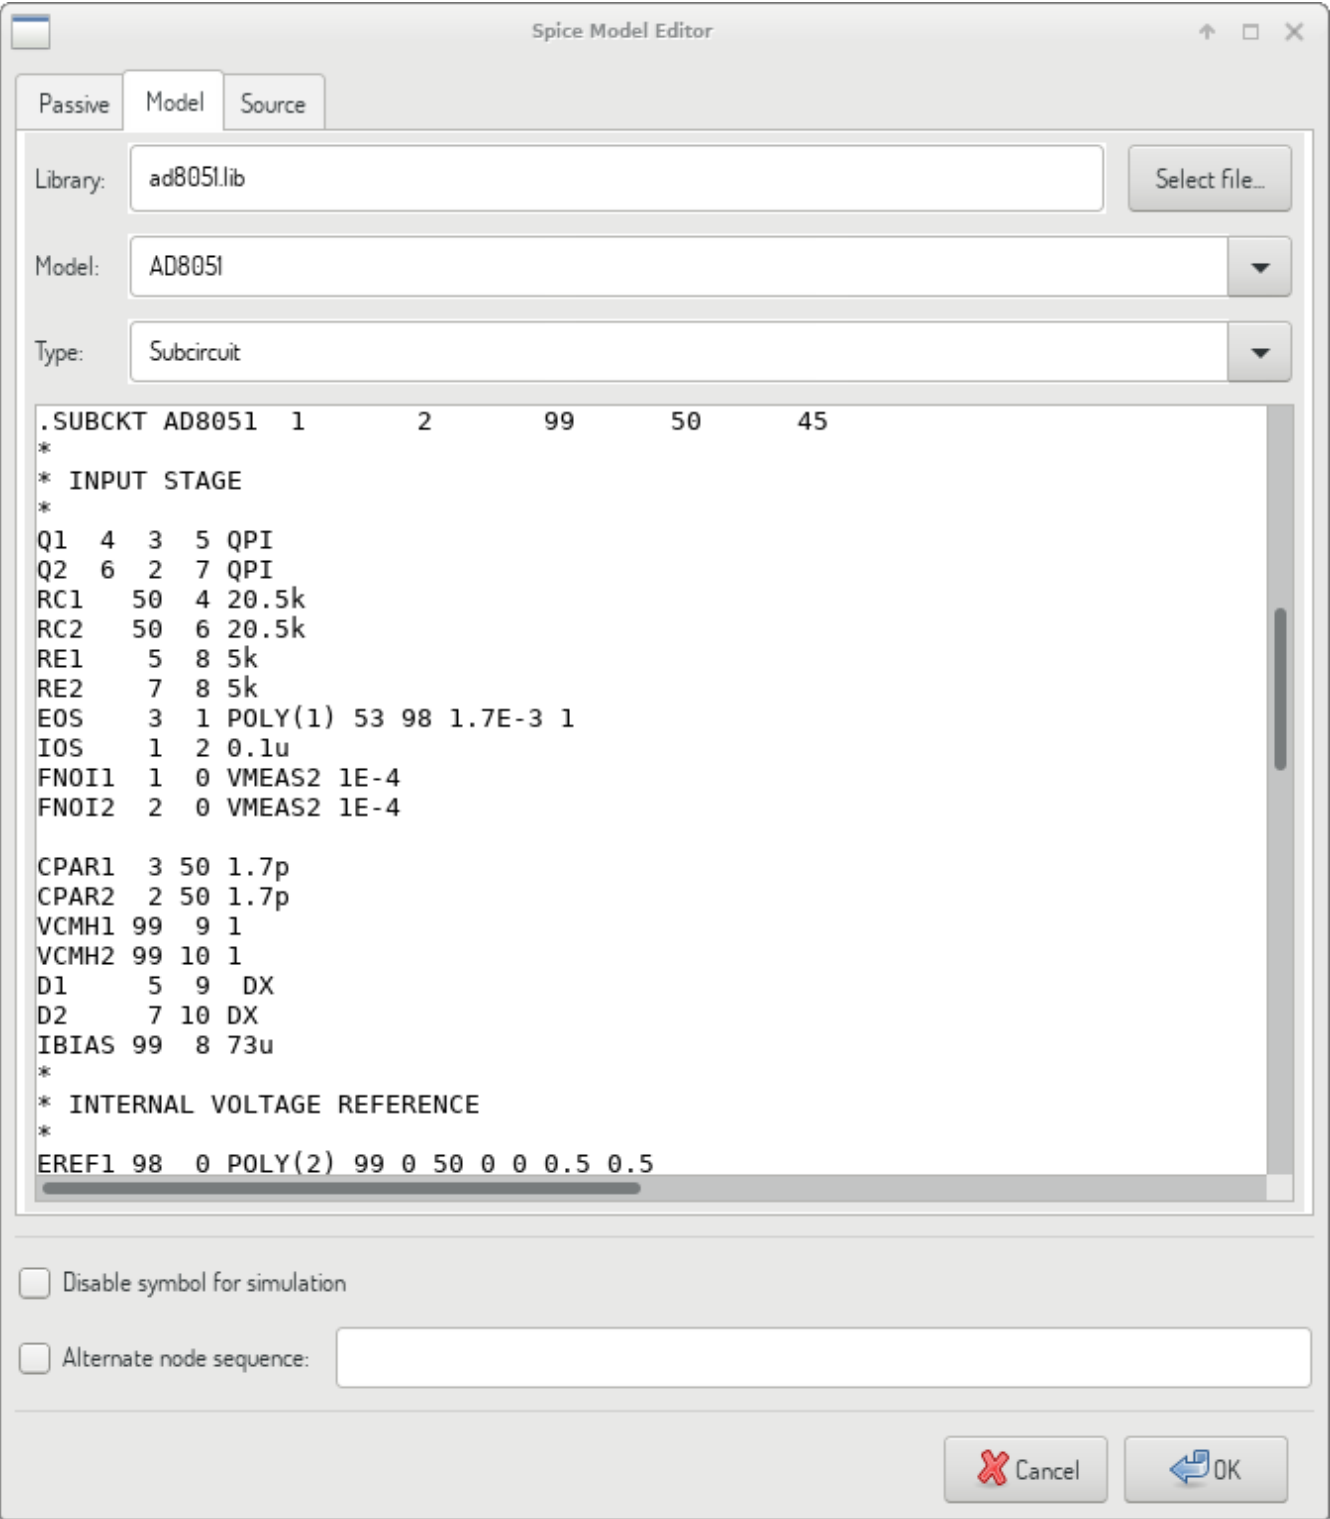 Spice Model Editor
Passive Model Source
Library: ad8051.lib Select file...
Model: AD8051
Type: Subcircuit
.SUBCKT AD8051  1       2       99      50      45
*
*  INPUT STAGE
*
Q1  4  3  5 QPI
Q2  6  2  7 QPI
RC1   50  4 20.5k
RC2   50  6 20.5k
RE1    5  8 5k
RE2    7  8 5k
EOS    3  1 POLY(1) 53 98 1.7E-3 1
IOS    1  2 0.1u
FNOI1  1  0 VMEAS2 1E-4
FNOI2  2  0 VMEAS2 1E-4
CPAR1  3 50 1.7p
CPAR2  2 50 1.7p
VCMH1 99  9 1
VCMH2 99 10 1
D1     5  9  DX
D2     7 10 DX
IBIAS 99  8 73u
*
* INTERNAL VOLTAGE REFERENCE
*
EREF1 98  0 POLY(2) 99 0 50 0 0 0.5 0.5
Disable symbol for simulation
Alternate node sequence:
Cancel OK